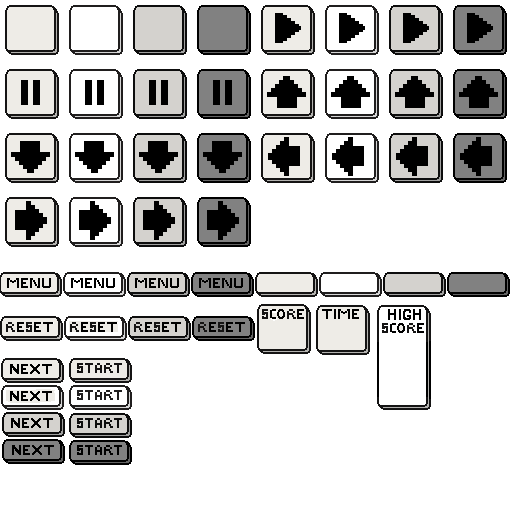 MENU MENU MENU MENU
RESET RESET RESET RESET
SCORE TIME HIGH
SCORE
NEXT START
NEXT START
NEXT START
NEXT START